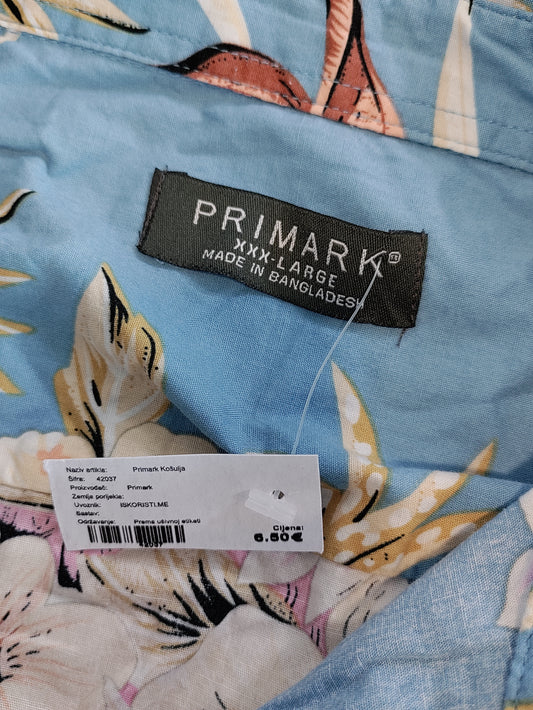 PRIMARK®
XXX-LARGE
MADE IN BANGLADESH
Naziv artikla: Primark Košulja
Šifra: 42037
Proizvođač: Primark
Zemlja porijekla:
Uvoznik: ISKORISTI.ME
Sastav:
Održavanje: Prema ušivnoj etiketi
Cijena:
6.50€
42037